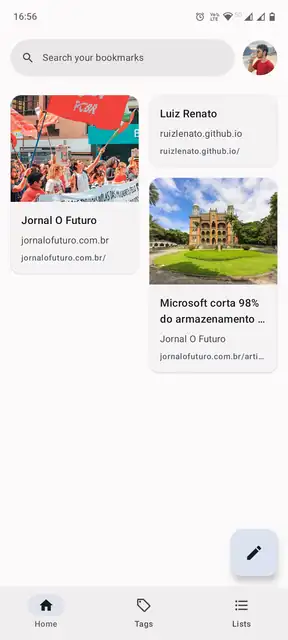 16:56
Search your bookmarks
PCBR
Jornal O Futuro
jornalofuturo.com.br
jornalofuturo.com.br/
Luiz Renato
ruizlenato.github.io
ruizlenato.github.io/
Microsoft corta 98%
do armazenamento ...
Jornal O Futuro
jornalofuturo.com.br/arti...
Home
Tags
Lists